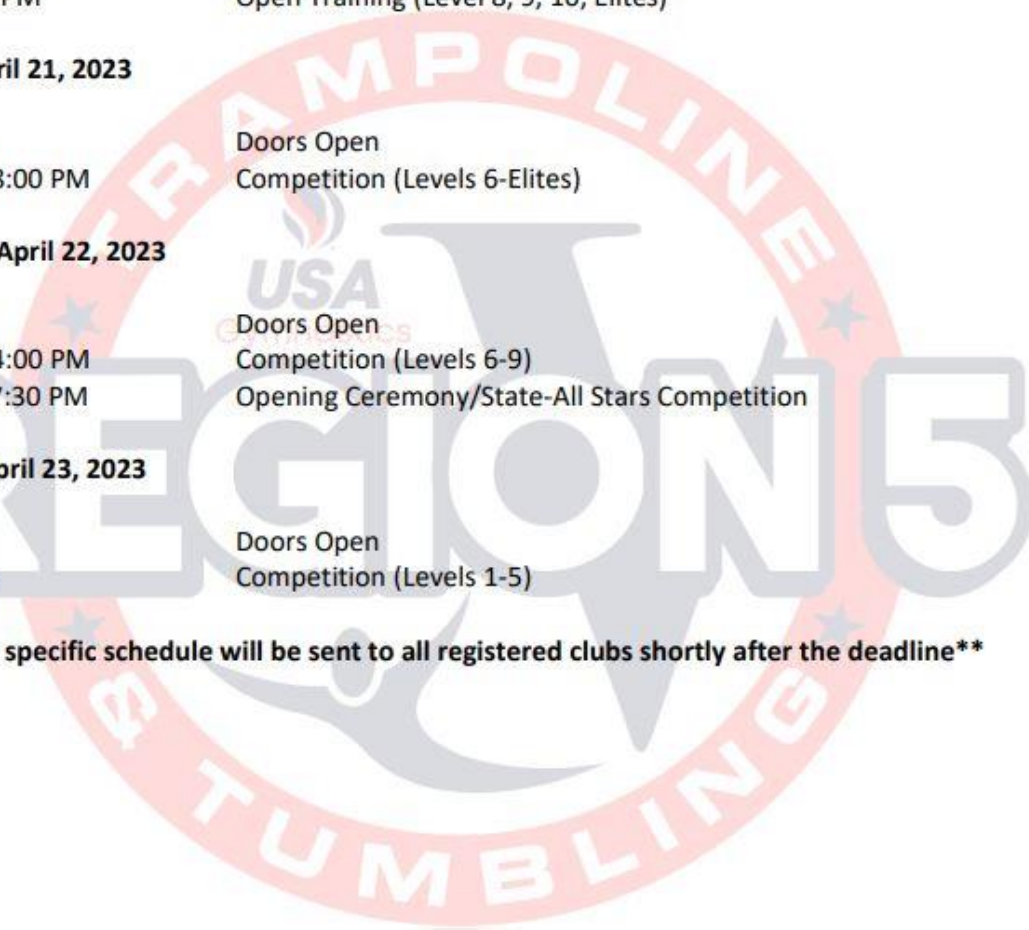 PM Open Training (Level 8, 9, 10, Elites)
ril 21, 2023
Doors Open
:00 PM Competition (Levels 6-Elites)
April 22, 2023
Doors Open
:00 PM Competition (Levels 6-9)
:30 PM Opening Ceremony/State-All Stars Competition
pril 23, 2023
Doors Open
Competition (Levels 1-5)
specific schedule will be sent to all registered clubs shortly after the deadline**
TRAMPOLINE
USA
Gymnastics
REGION 5
& TUMBLING